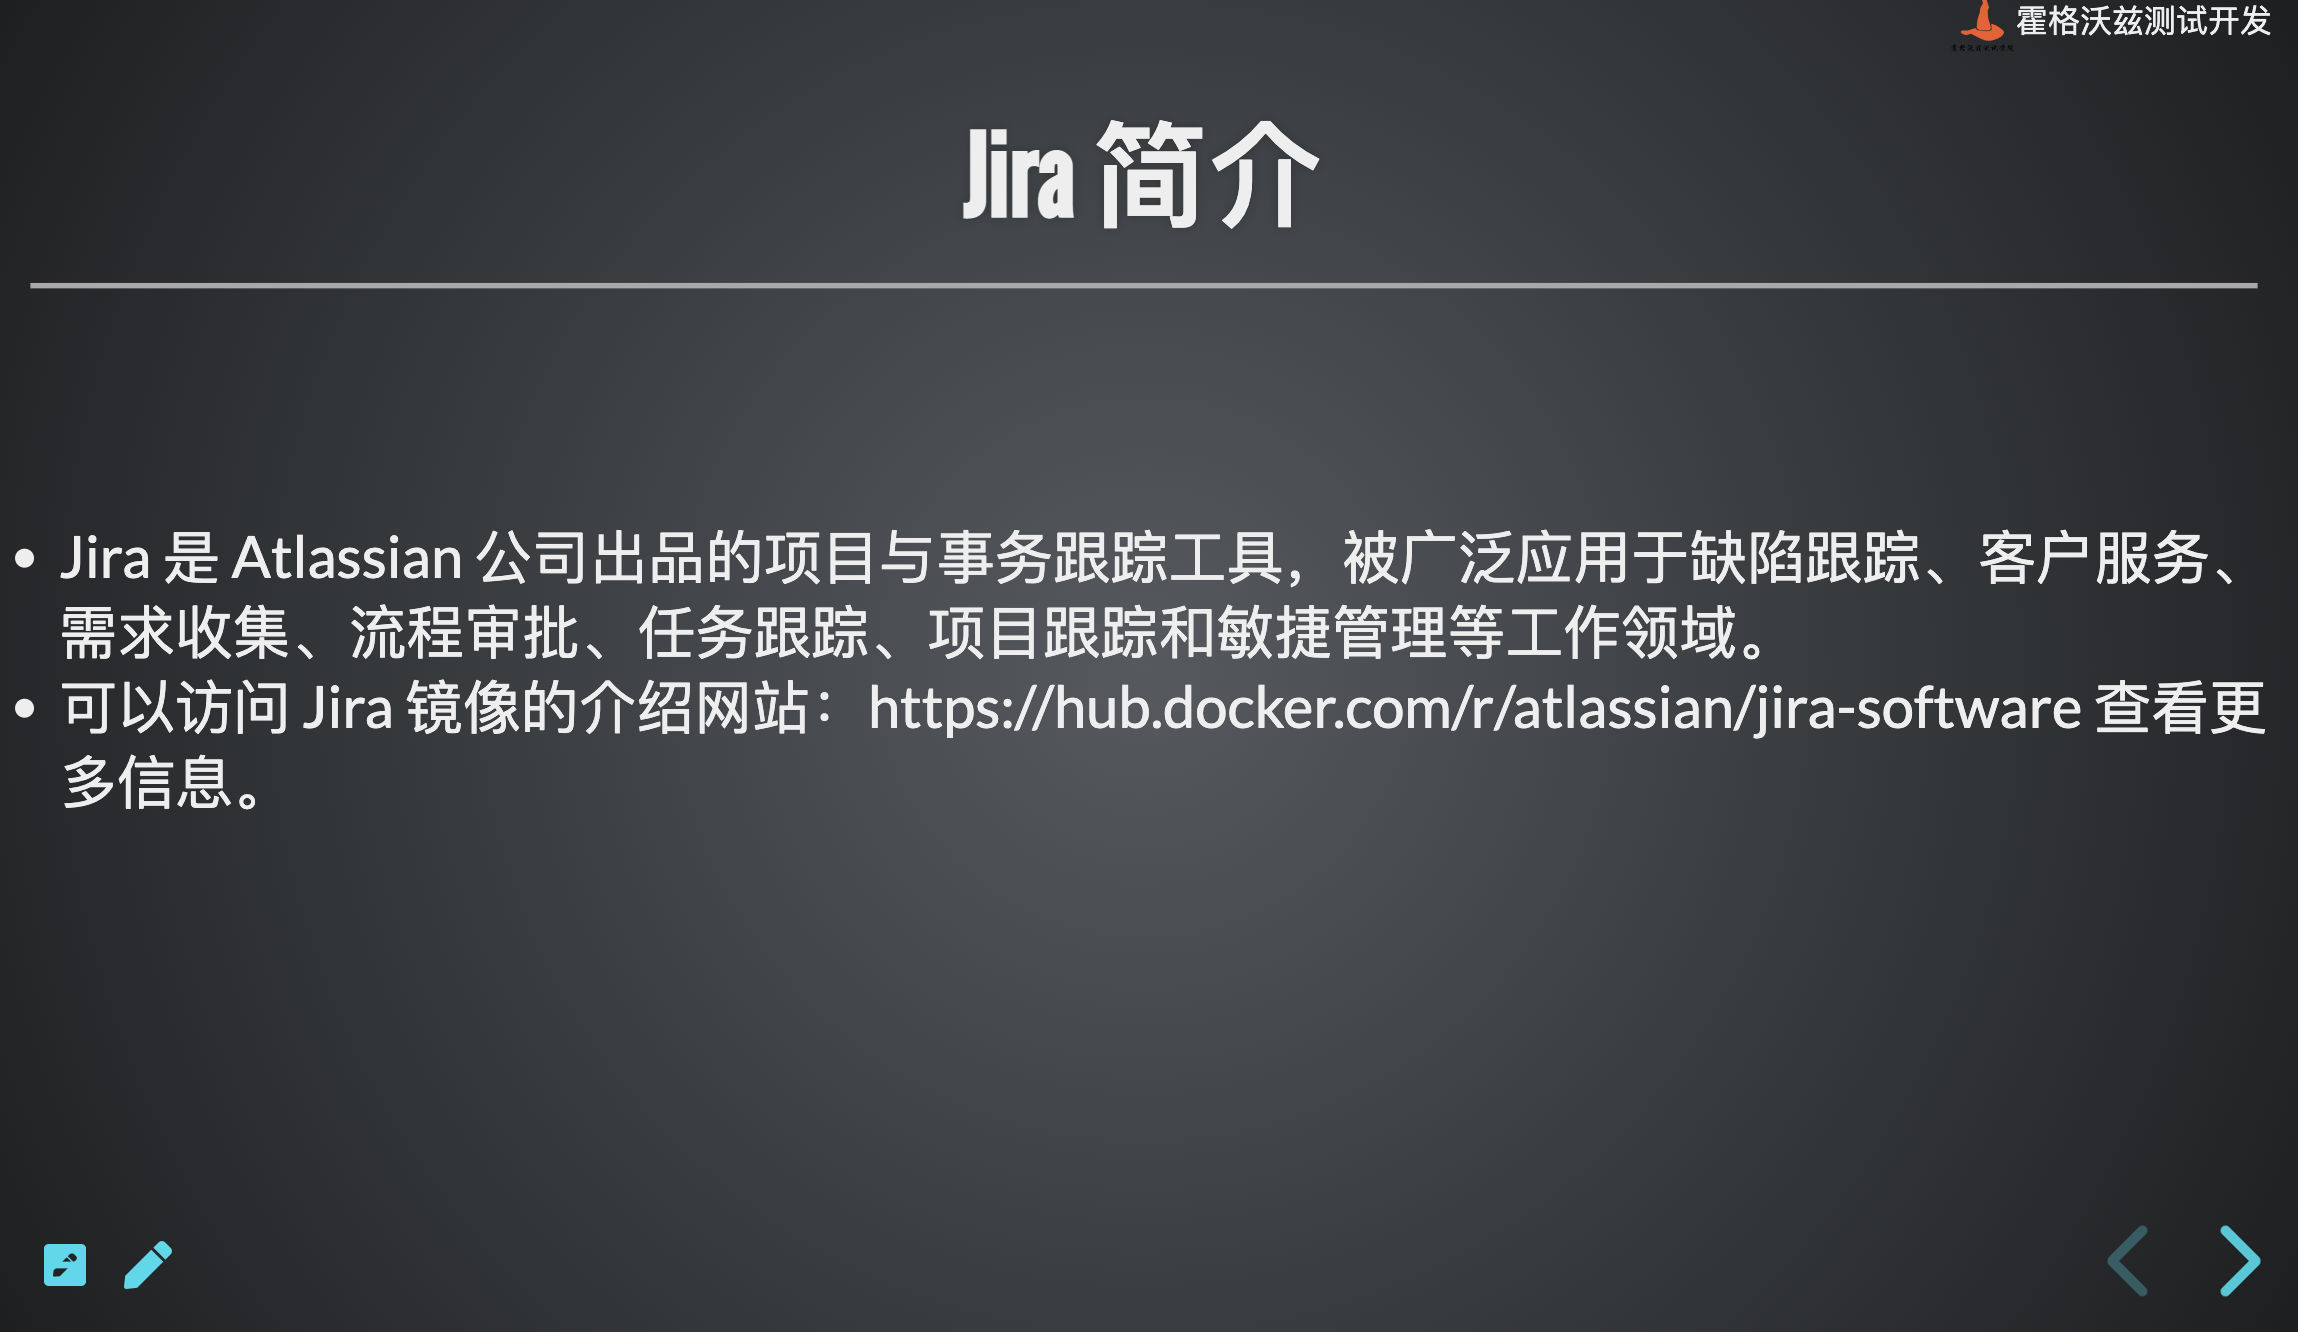 霍格沃兹测试开发
Jira 简介
• Jira 是 Atlassian 公司出品的项目与事务跟踪工具，被广泛应用于缺陷跟踪、客户服务、
需求收集、流程审批、任务跟踪、项目跟踪和敏捷管理等工作领域。
• 可以访问 Jira 镜像的介绍网站：https://hub.docker.com/r/atlassian/jira-software 查看更
多信息。